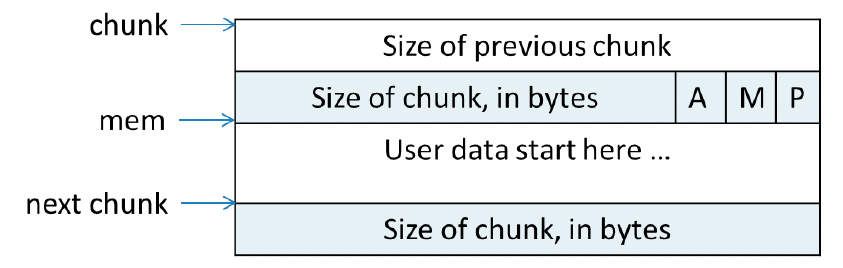 chunk
Size of previous chunk
Size of chunk, in bytes A M P
mem
User data start here ...
next chunk
Size of chunk, in bytes